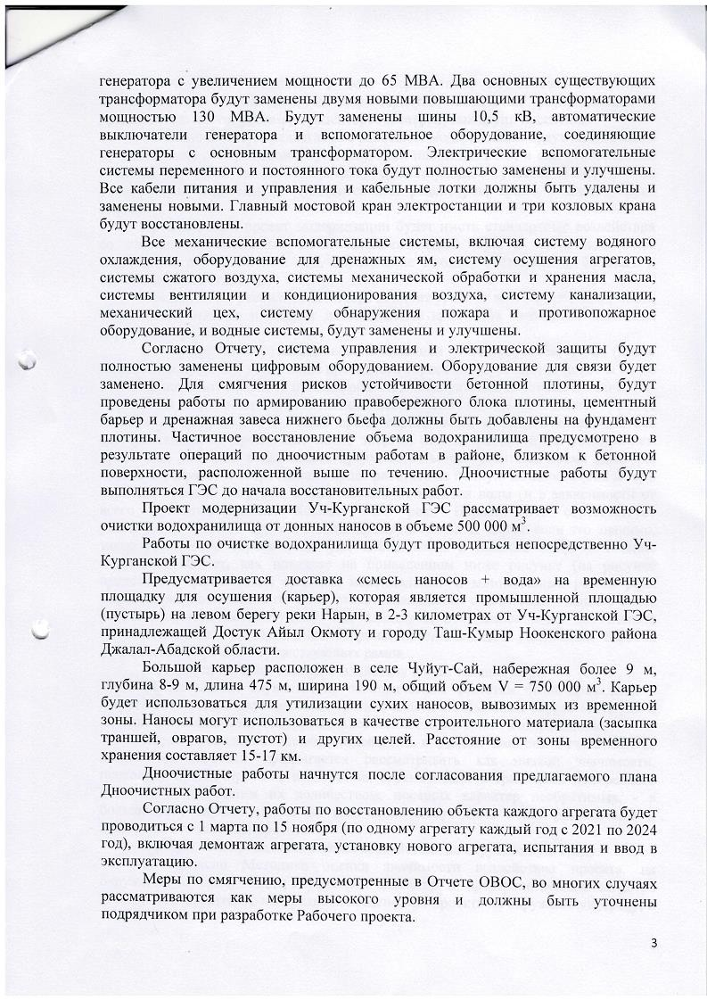 генератора с увеличением мощности до 65 МВА. Два основных существующих
трансформатора будут заменены двумя новыми повышающими трансформаторами
мощностью 130 МВА. Будут заменены шины 10,5 кВ, автоматические
выключатели генератора и вспомогательное оборудование, соединяющие
генераторы с основным трансформатором. Электрические вспомогательные
системы переменного и постоянного тока будут полностью заменены и улучшены.
Все кабели питания и управления и кабельные лотки должны быть удалены и
заменены новыми. Главный мостовой кран электростанции и три козловых крана
будут восстановлены.
Все механические вспомогательные системы, включая систему водяного
охлаждения, оборудование для дренажных ям, систему осушения агрегатов,
системы сжатого воздуха, системы механической обработки и хранения масла,
системы вентиляции и кондиционирования воздуха, систему канализации,
механический цех, систему обнаружения пожара и противопожарное
оборудование, и водные системы, будут заменены и улучшены.
Согласно Отчету, система управления и электрической защиты будут
полностью заменены цифровым оборудованием. Оборудование для связи будет
заменено. Для смягчения рисков устойчивости бетонной плотины, будут
проведены работы по армированию правобережного блока плотины, цементный
барьер и дренажная завеса нижнего бьефа должны быть добавлены на фундамент
плотины. Частичное восстановление объема водохранилища предусмотрено в
результате операций по дноочистным работам в районе, близком к бетонной
поверхности, расположенной выше по течению. Дноочистные работы будут
выполняться ГЭС до начала восстановительных работ.
Проект модернизации Уч-Курганской ГЭС рассматривает возможность
очистки водохранилища от донных наносов в объеме 500 000 м³.
Работы по очистке водохранилища будут проводиться непосредственно Уч-
Курганской ГЭС.
Предусматривается доставка «смесь наносов + вода» на временную
площадку для осушения (карьер), которая является промышленной площадью
(пустырь) на левом берегу реки Нарын, в 2-3 километрах от Уч-Курганской ГЭС,
принадлежащей Достук Айыл Окмоту и городу Таш-Кумыр Ноокенского района
Джалал-Абадской области.
Большой карьер расположен в селе Чуйут-Сай, набережная более 9 м,
глубина 8-9 м, длина 475 м, ширина 190 м, общий объем V = 750 000 м³. Карьер
будет использоваться для утилизации сухих наносов, вывозимых из временной
зоны. Наносы могут использоваться в качестве строительного материала (засыпка
траншей, оврагов, пустот) и других целей. Расстояние от зоны временного
хранения составляет 15-17 км.
Дноочистные работы начнутся после согласования предлагаемого плана
Дноочистных работ.
Согласно Отчету, работы по восстановлению объекта каждого агрегата будет
проводиться с 1 марта по 15 ноября (по одному агрегату каждый год с 2021 по 2024
год), включая демонтаж агрегата, установку нового агрегата, испытания и ввод в
эксплуатацию.
Меры по смягчению, предусмотренные в Отчете ОВОС, во многих случаях
рассматриваются как меры высокого уровня и должны быть уточнены
подрядчиком при разработке Рабочего проекта.
3